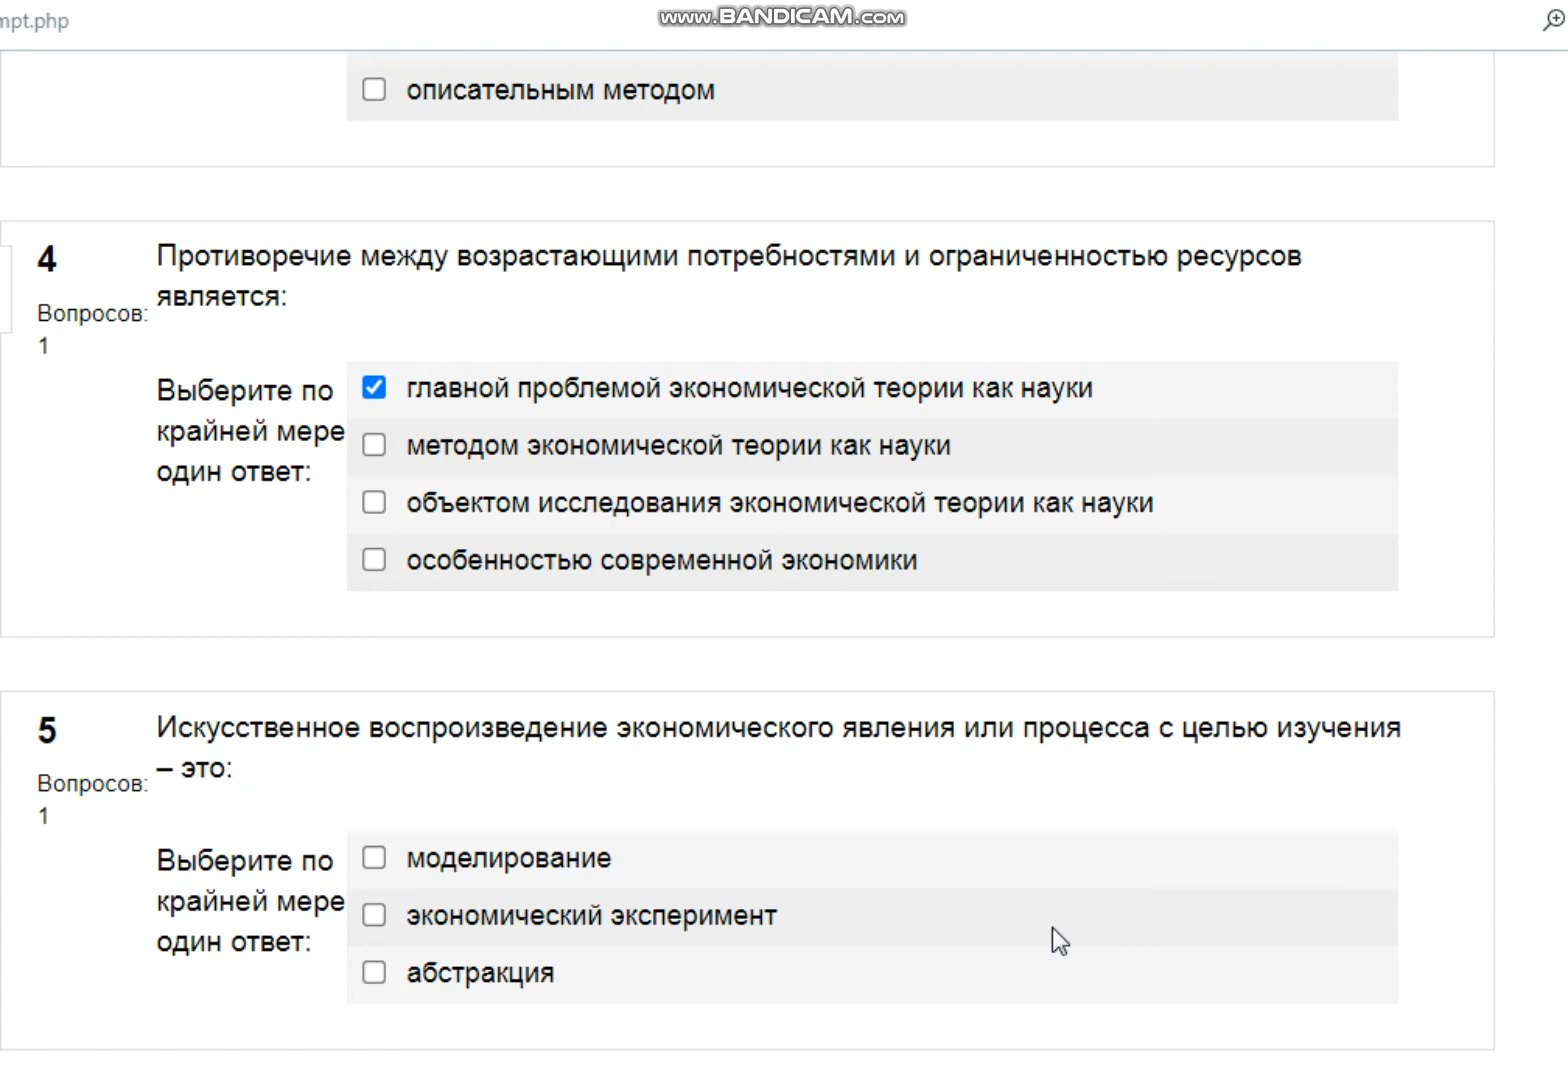 mpt.php
www.BANDICAM.com
описательным методом
4
Противоречие между возрастающими потребностями и ограниченностью ресурсов
является:
Вопросов:
1
Выберите по
крайней мере
один ответ:
главной проблемой экономической теории как науки
методом экономической теории как науки
объектом исследования экономической теории как науки
особенностью современной экономики
5
Искусственное воспроизведение экономического явления или процесса с целью изучения
– это:
Вопросов:
1
Выберите по
крайней мере
один ответ:
моделирование
экономический эксперимент
абстракция